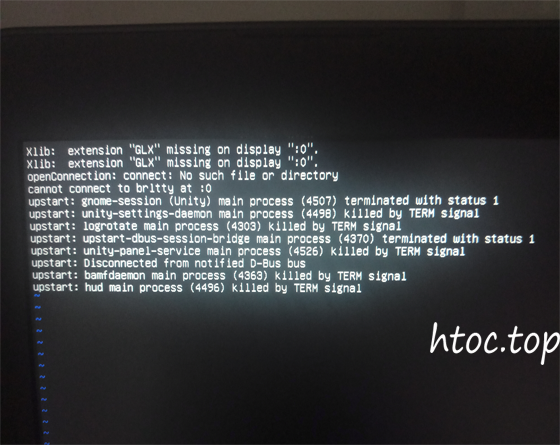 Xlib:  extension "GLX" missing on display ":0".
Xlib:  extension "GLX" missing on display ":0".
openConnection: connect: No such file or directory
cannot connect to brltty at :0
upstart: gnome-session (Unity) main process (4507) terminated with status 1
upstart: unity-settings-daemon main process (4498) killed by TERM signal
upstart: logrotate main process (4303) killed by TERM signal
upstart: upstart-dbus-session-bridge main process (4370) terminated with status 1
upstart: unity-panel-service main process (4526) killed by TERM signal
upstart: Disconnected from notified D-Bus bus
upstart: bamfdaemon main process (4363) killed by TERM signal
upstart: hud main process (4496) killed by TERM signal
~
~
~
~
~
~
~
~
~
~
~
~
htoc.top